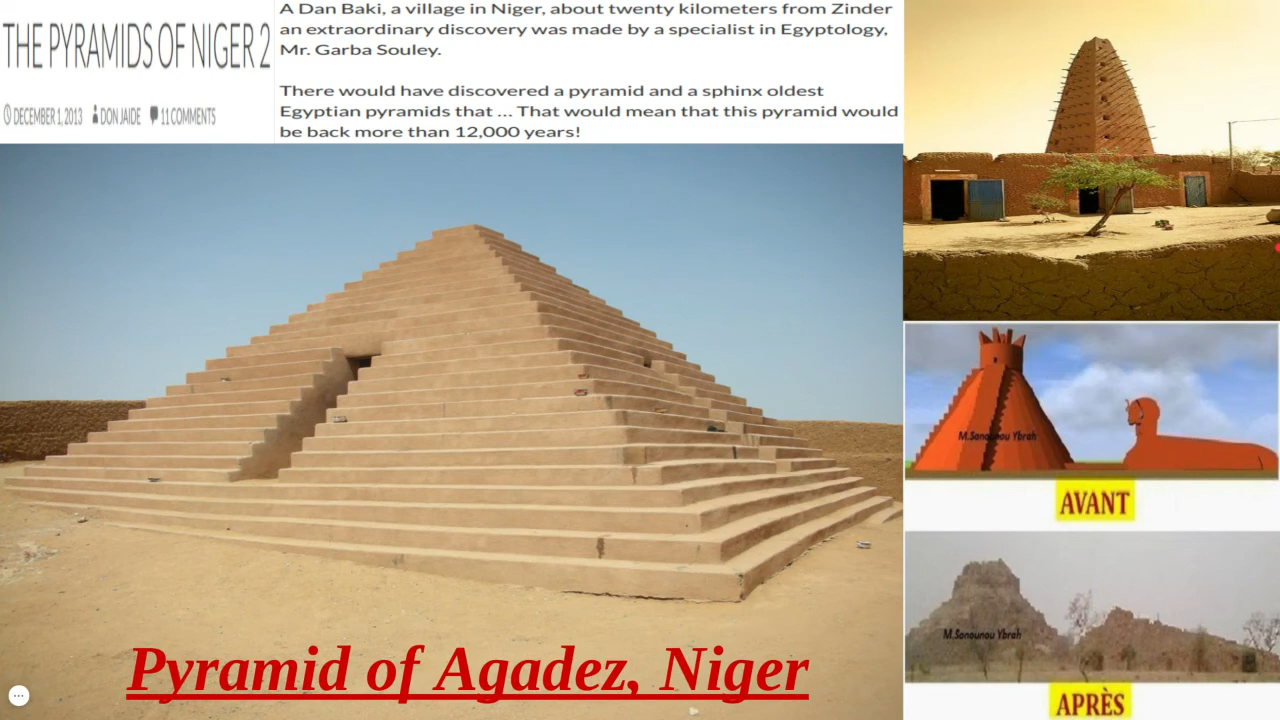 THE PYRAMIDS OF NIGER 2
DECEMBER 1, 2013 DON JAIDE 11 COMMENTS
A Dan Baki, a village in Niger, about twenty kilometers from Zinder
an extraordinary discovery was made by a specialist in Egyptology,
Mr. Garba Souley.
There would have discovered a pyramid and a sphinx oldest
Egyptian pyramids that ... That would mean that this pyramid would
be back more than 12,000 years!
Pyramid of Agadez, Niger
M.Sanounou Ybrah
AVANT
M.Sanounou Ybrah
APRÈS